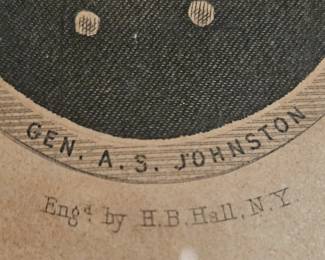 GEN. A. S. JOHNSTON
Engd. by H.B.Hall, N.Y.